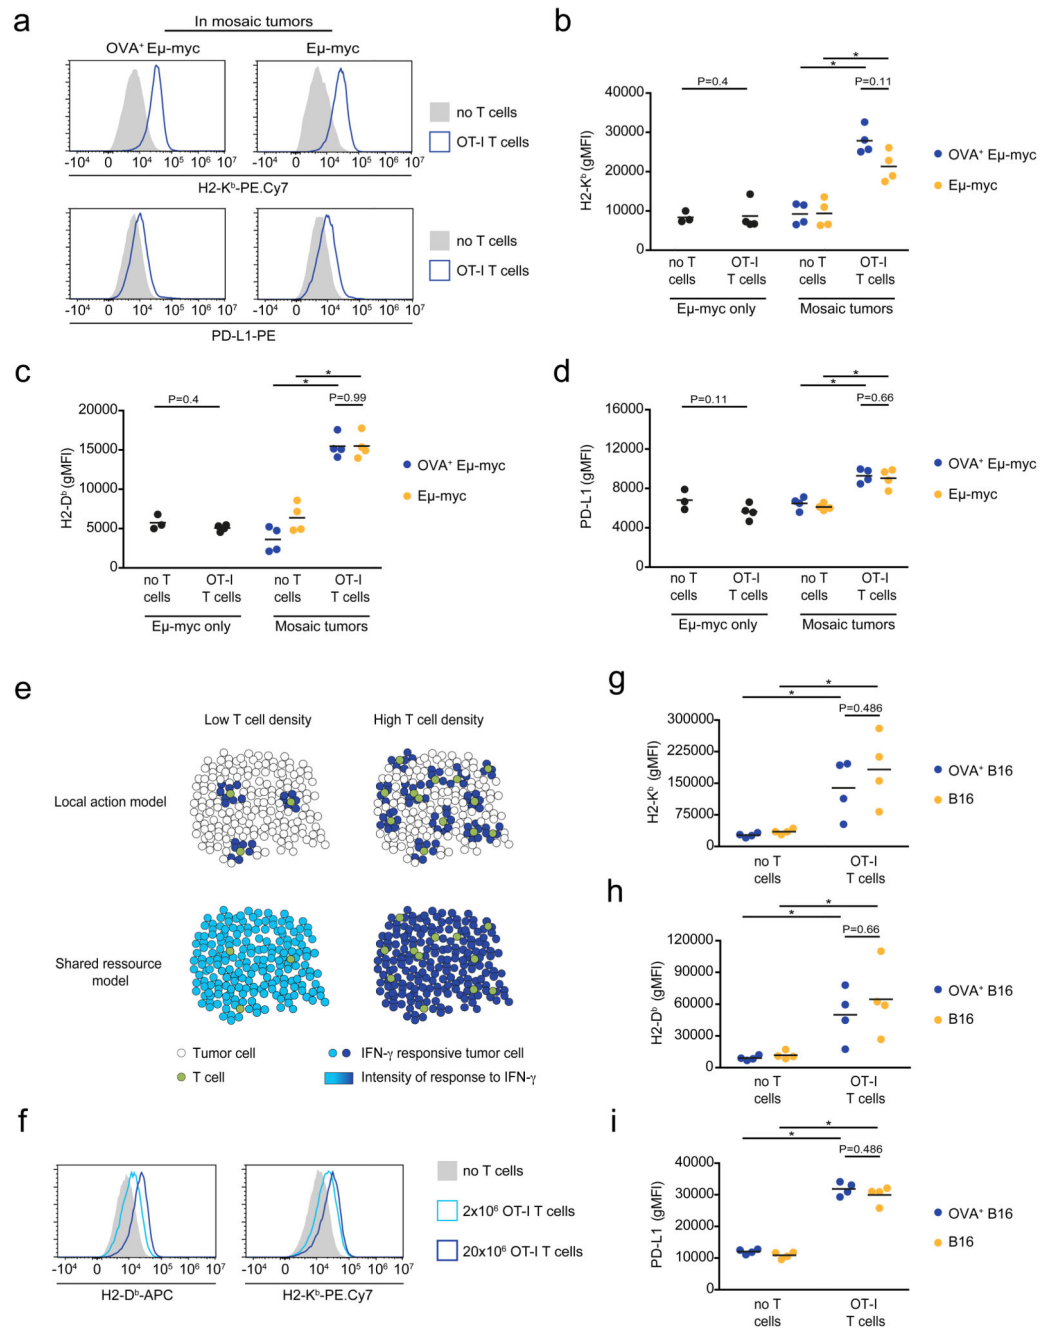 a
In mosaic tumors
OVA⁺ Eµ-myc
Eµ-myc
no T cells
OT-I T cells
-10⁴ 0 10⁴ 10⁵ 10⁶ 10⁷
-10⁴ 0 10⁴ 10⁵ 10⁶ 10⁷
H2-Kᵇ-PE.Cy7
no T cells
OT-I T cells
-10⁴ 0 10⁴ 10⁵ 10⁶ 10⁷
-10⁴ 0 10⁴ 10⁵ 10⁶ 10⁷
PD-L1-PE
b
*
*
P=0.4
P=0.11
H2-Kᵇ (gMFI)
40000
30000
20000
10000
0
OVA⁺ Eµ-myc
Eµ-myc
no T cells
OT-I T cells
no T cells
OT-I T cells
Eµ-myc only
Mosaic tumors
c
*
*
P=0.4
P=0.99
H2-Dᵇ (gMFI)
20000
15000
10000
5000
0
OVA⁺ Eµ-myc
Eµ-myc
no T cells
OT-I T cells
no T cells
OT-I T cells
Eµ-myc only
Mosaic tumors
d
*
*
P=0.11
P=0.66
PD-L1 (gMFI)
16000
12000
8000
4000
0
OVA⁺ Eµ-myc
Eµ-myc
no T cells
OT-I T cells
no T cells
OT-I T cells
Eµ-myc only
Mosaic tumors
e
Low T cell density
High T cell density
Local action model
Shared ressource
model
Tumor cell
IFN-γ responsive tumor cell
T cell
Intensity of response to IFN-γ
f
no T cells
2x10⁶ OT-I T cells
20x10⁶ OT-I T cells
-10⁴ 0 10⁴ 10⁵ 10⁶ 10⁷
-10⁴ 0 10⁴ 10⁵ 10⁶ 10⁷
H2-Dᵇ-APC
H2-Kᵇ-PE.Cy7
g
*
*
P=0.486
H2-Kᵇ (gMFI)
300000
225000
150000
75000
0
OVA⁺ B16
B16
no T cells
OT-I T cells
h
*
*
P=0.66
H2-Dᵇ (gMFI)
120000
90000
60000
30000
0
OVA⁺ B16
B16
no T cells
OT-I T cells
i
*
*
P=0.486
PD-L1 (gMFI)
40000
30000
20000
10000
0
OVA⁺ B16
B16
no T cells
OT-I T cells